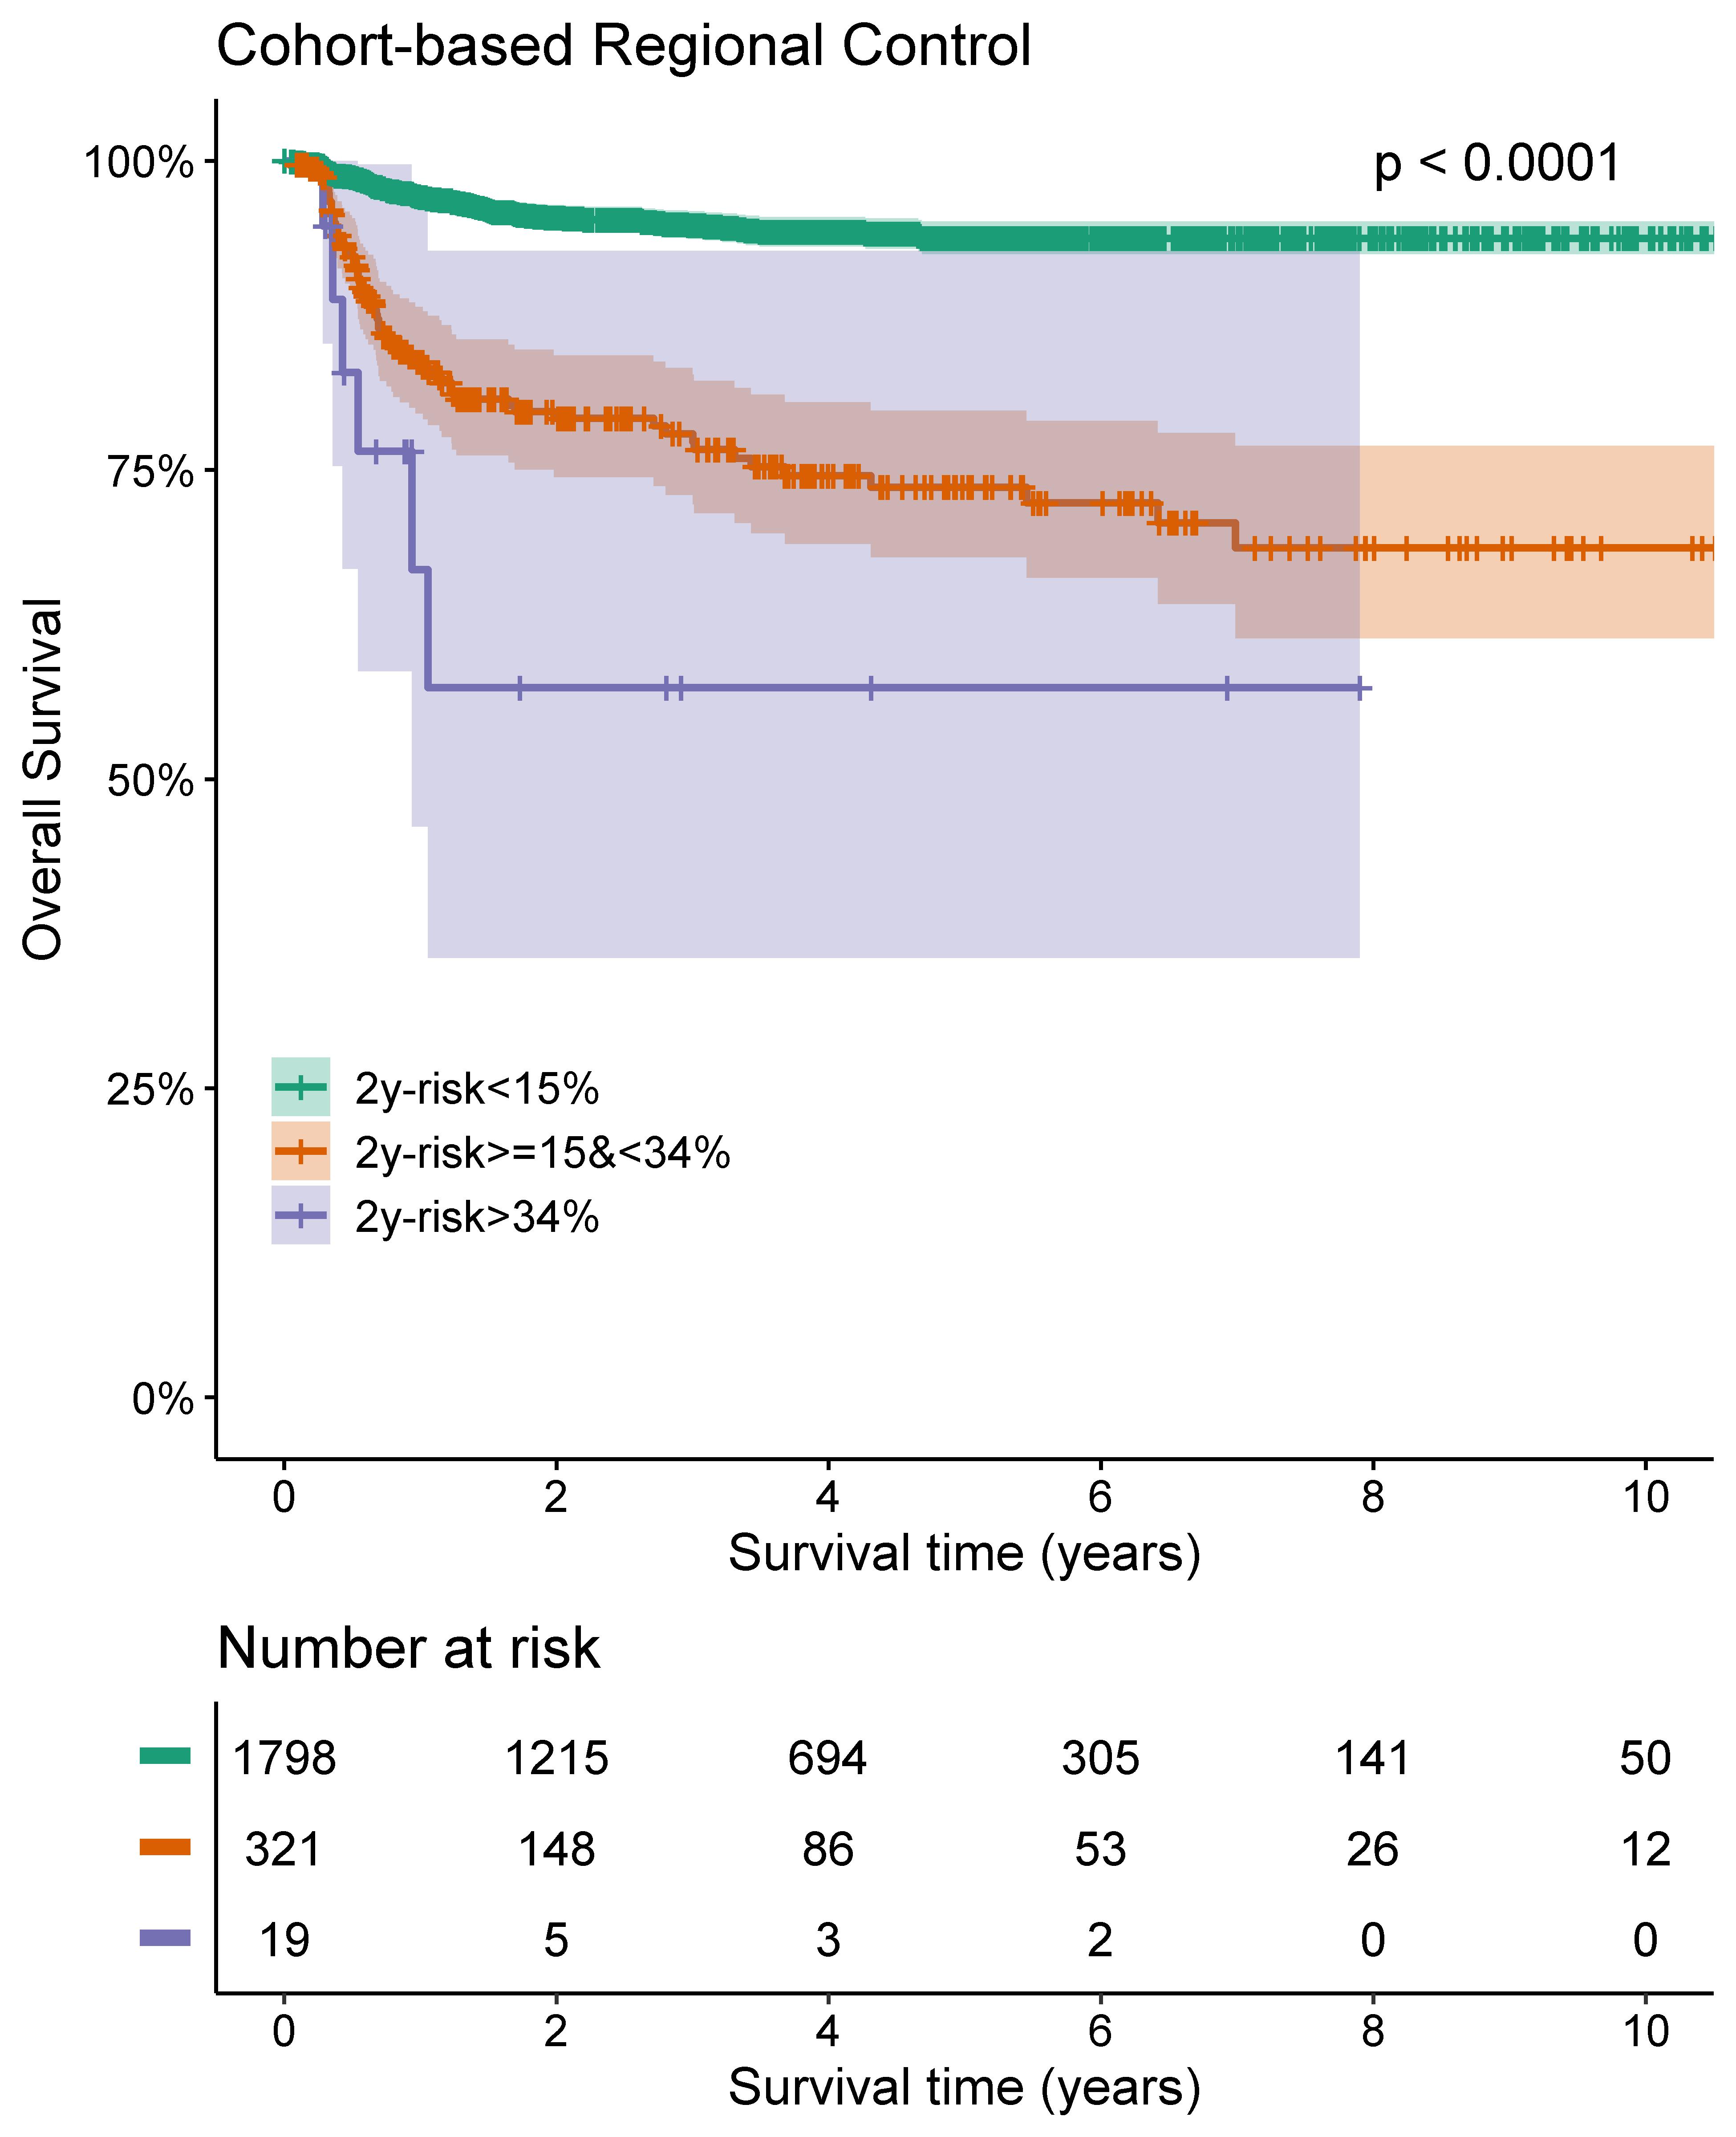 Cohort-based Regional Control
p < 0.0001
100%
75%
50%
25%
0%
Overall Survival
2y-risk<15%
2y-risk>=15&<34%
2y-risk>34%
0 2 4 6 8 10
Survival time (years)
Number at risk
1798 1215 694 305 141 50
321 148 86 53 26 12
19 5 3 2 0 0
0 2 4 6 8 10
Survival time (years)